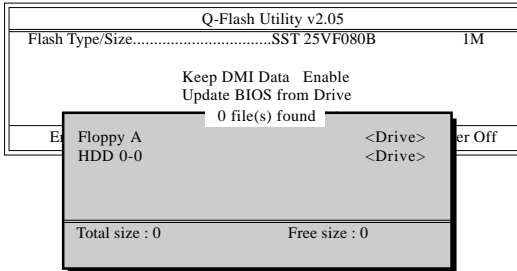 Q-Flash Utility v2.05
Flash Type/Size.................................SST 25VF080B 1M
Keep DMI Data Enable
Update BIOS from Drive
0 file(s) found
Floppy A <Drive>
HDD 0-0 <Drive>
Total size : 0 Free size : 0
Off